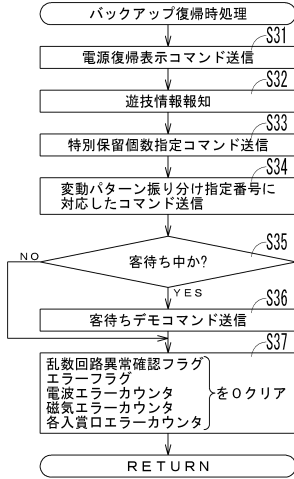 バックアップ復帰時処理
S31
電源復帰表示コマンド送信
S32
遊技情報報知
S33
特別保留個数指定コマンド送信
S34
変動パターン振り分け指定番号に
対応したコマンド送信
S35
客待ち中か?
NO
YES
S36
客待ちデモコマンド送信
S37
乱数回路異常確認フラグ
エラーフラグ
電波エラーカウンタ
磁気エラーカウンタ
各入賞口エラーカウンタ
を0クリア
RETURN